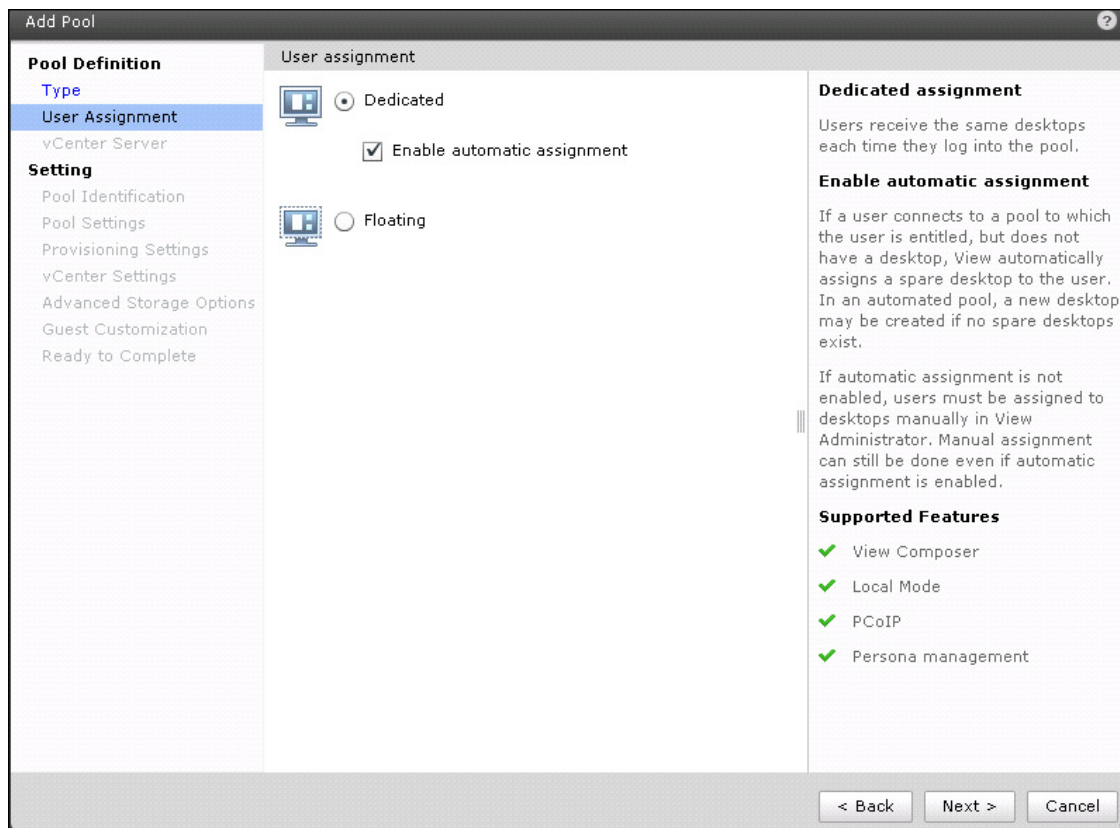 Add Pool
?
Pool Definition
Type
User Assignment
vCenter Server
Setting
Pool Identification
Pool Settings
Provisioning Settings
vCenter Settings
Advanced Storage Options
Guest Customization
Ready to Complete
User assignment
Dedicated
Enable automatic assignment
Floating
Dedicated assignment
Users receive the same desktops
each time they log into the pool.
Enable automatic assignment
If a user connects to a pool to which
the user is entitled, but does not
have a desktop, View automatically
assigns a spare desktop to the user.
In an automated pool, a new desktop
may be created if no spare desktops
exist.
If automatic assignment is not
enabled, users must be assigned to
desktops manually in View
Administrator. Manual assignment
can still be done even if automatic
assignment is enabled.
Supported Features
View Composer
Local Mode
PCoIP
Persona management
< Back
Next >
Cancel